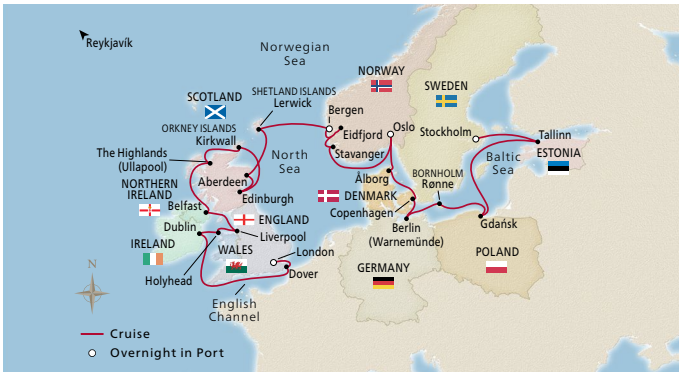 Reykjavík
Norwegian
Sea
NORWAY
SWEDEN
SCOTLAND
SHETLAND ISLANDS
Lerwick
Bergen
Eidfjord
Oslo
Stockholm
Tallinn
ESTONIA
ORKNEY ISLANDS
Kirkwall
Stavanger
The Highlands
(Ullapool)
North
Sea
Baltic
Sea
Aberdeen
Edinburgh
Ålborg
BORNHOLM
Rønne
NORTHERN
IRELAND
DENMARK
Copenhagen
Belfast
ENGLAND
Gdańsk
Dublin
Liverpool
Berlin
(Warnemünde)
IRELAND
WALES
London
POLAND
Holyhead
Dover
GERMANY
N
English
Channel
Cruise
Overnight in Port